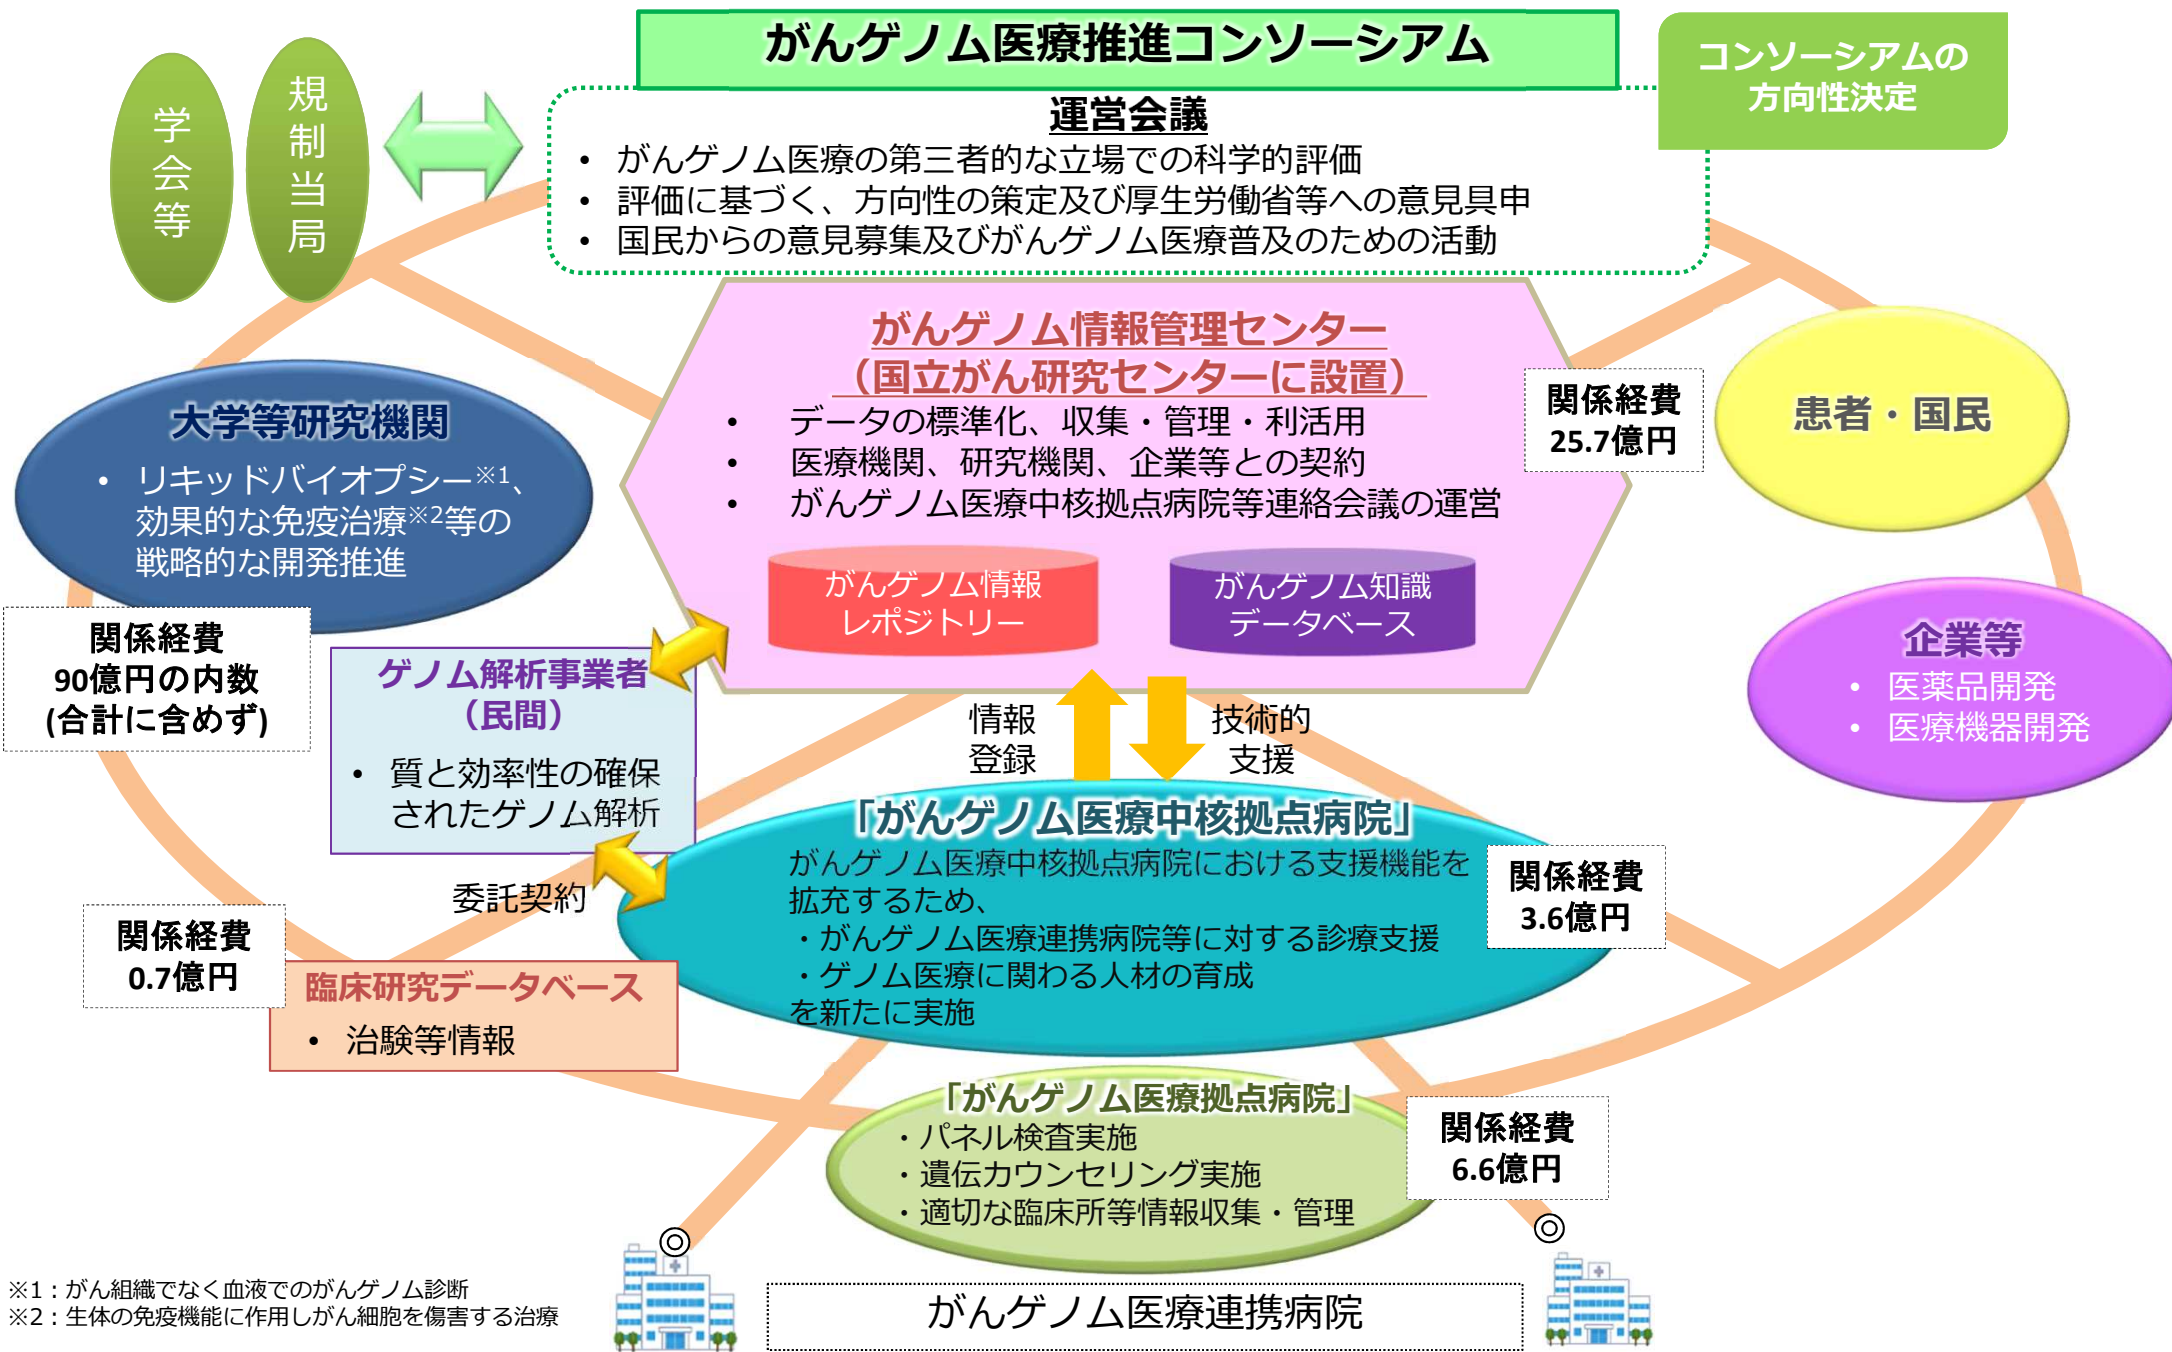 がんゲノム医療推進コンソーシアム
コンソーシアムの
方向性決定
学会等
規制当局
運営会議
• がんゲノム医療の第三者的な立場での科学的評価
• 評価に基づく、方向性の策定及び厚生労働省等への意見具申
• 国民からの意見募集及びがんゲノム医療普及のための活動
がんゲノム情報管理センター
（国立がん研究センターに設置）
• データの標準化、収集・管理・利活用
• 医療機関、研究機関、企業等との契約
• がんゲノム医療中核拠点病院等連絡会議の運営
がんゲノム情報
レポジトリー
がんゲノム知識
データベース
関係経費
25.7億円
患者・国民
大学等研究機関
• リキッドバイオプシー※1、
効果的な免疫治療※2等の
戦略的な開発推進
関係経費
90億円の内数
(合計に含めず)
企業等
• 医薬品開発
• 医療機器開発
ゲノム解析事業者
（民間）
• 質と効率性の確保
されたゲノム解析
情報
登録
技術的
支援
委託契約
「がんゲノム医療中核拠点病院」
がんゲノム医療中核拠点病院における支援機能を
拡充するため、
・がんゲノム医療連携病院等に対する診療支援
・ゲノム医療に関わる人材の育成
を新たに実施
関係経費
3.6億円
関係経費
0.7億円
臨床研究データベース
• 治験等情報
「がんゲノム医療拠点病院」
・パネル検査実施
・遺伝カウンセリング実施
・適切な臨床所等情報収集・管理
関係経費
6.6億円
がんゲノム医療連携病院
※1：がん組織でなく血液でのがんゲノム診断
※2：生体の免疫機能に作用しがん細胞を傷害する治療